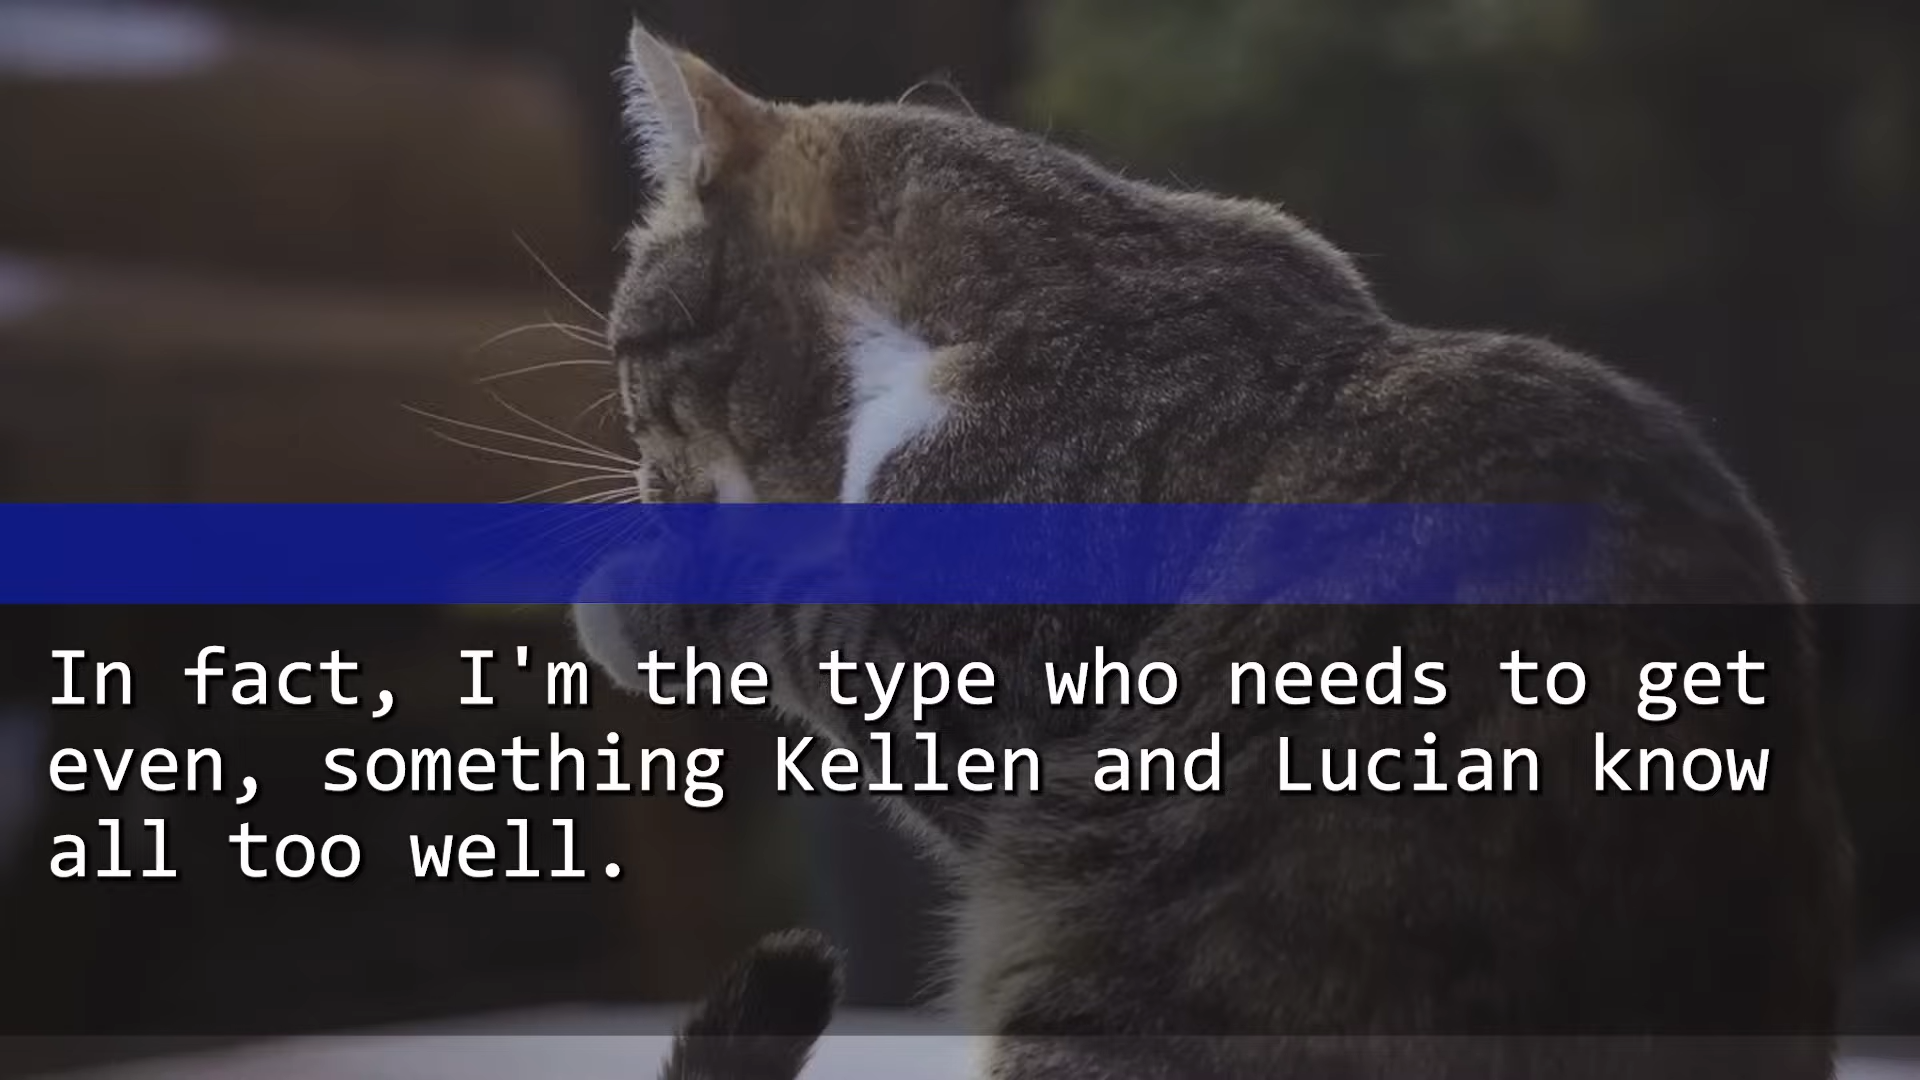 In fact, I'm the type who needs to get
even, something Kellen and Lucian know
all too well.